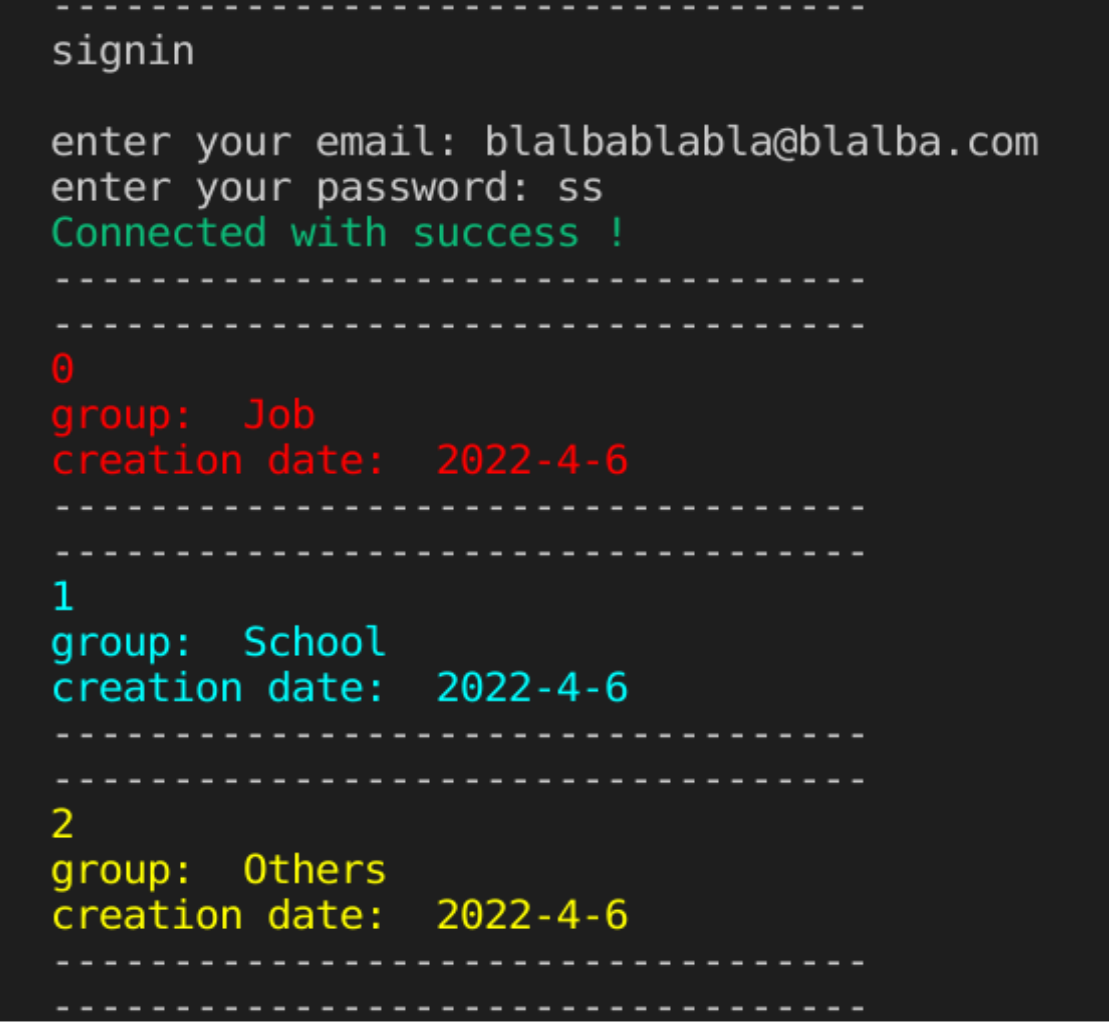 ----------------------------------
signin
enter your email: blalbablabla@blalba.com
enter your password: ss
Connected with success !
----------------------------------
----------------------------------
0
group:  Job
creation date:  2022-4-6
----------------------------------
----------------------------------
1
group:  School
creation date:  2022-4-6
----------------------------------
----------------------------------
2
group:  Others
creation date:  2022-4-6
----------------------------------
----------------------------------